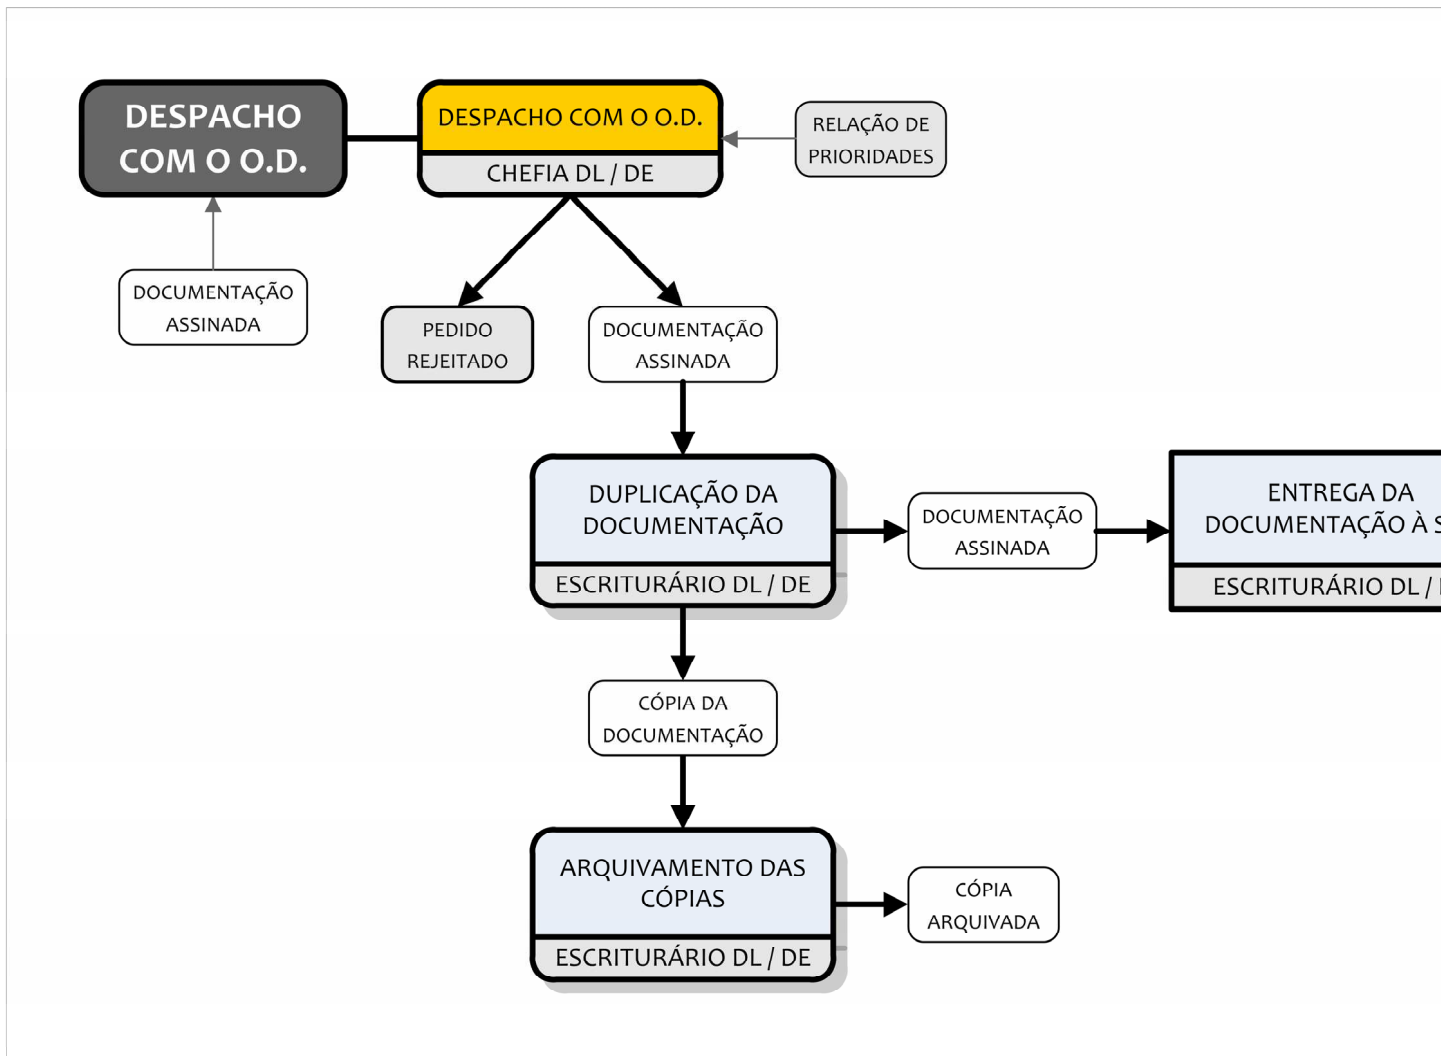 DESPACHO
COM O O.D.
DESPACHO COM O O.D.
CHEFIA DL / DE
RELAÇÃO DE
PRIORIDADES
DOCUMENTAÇÃO
ASSINADA
PEDIDO
REJEITADO
DOCUMENTAÇÃO
ASSINADA
DUPLICAÇÃO DA
DOCUMENTAÇÃO
ESCRITURÁRIO DL / DE
DOCUMENTAÇÃO
ASSINADA
ENTREGA DA
DOCUMENTAÇÃO À
ESCRITURÁRIO DL /
CÓPIA DA
DOCUMENTAÇÃO
ARQUIVAMENTO DAS
CÓPIAS
ESCRITURÁRIO DL / DE
CÓPIA
ARQUIVADA